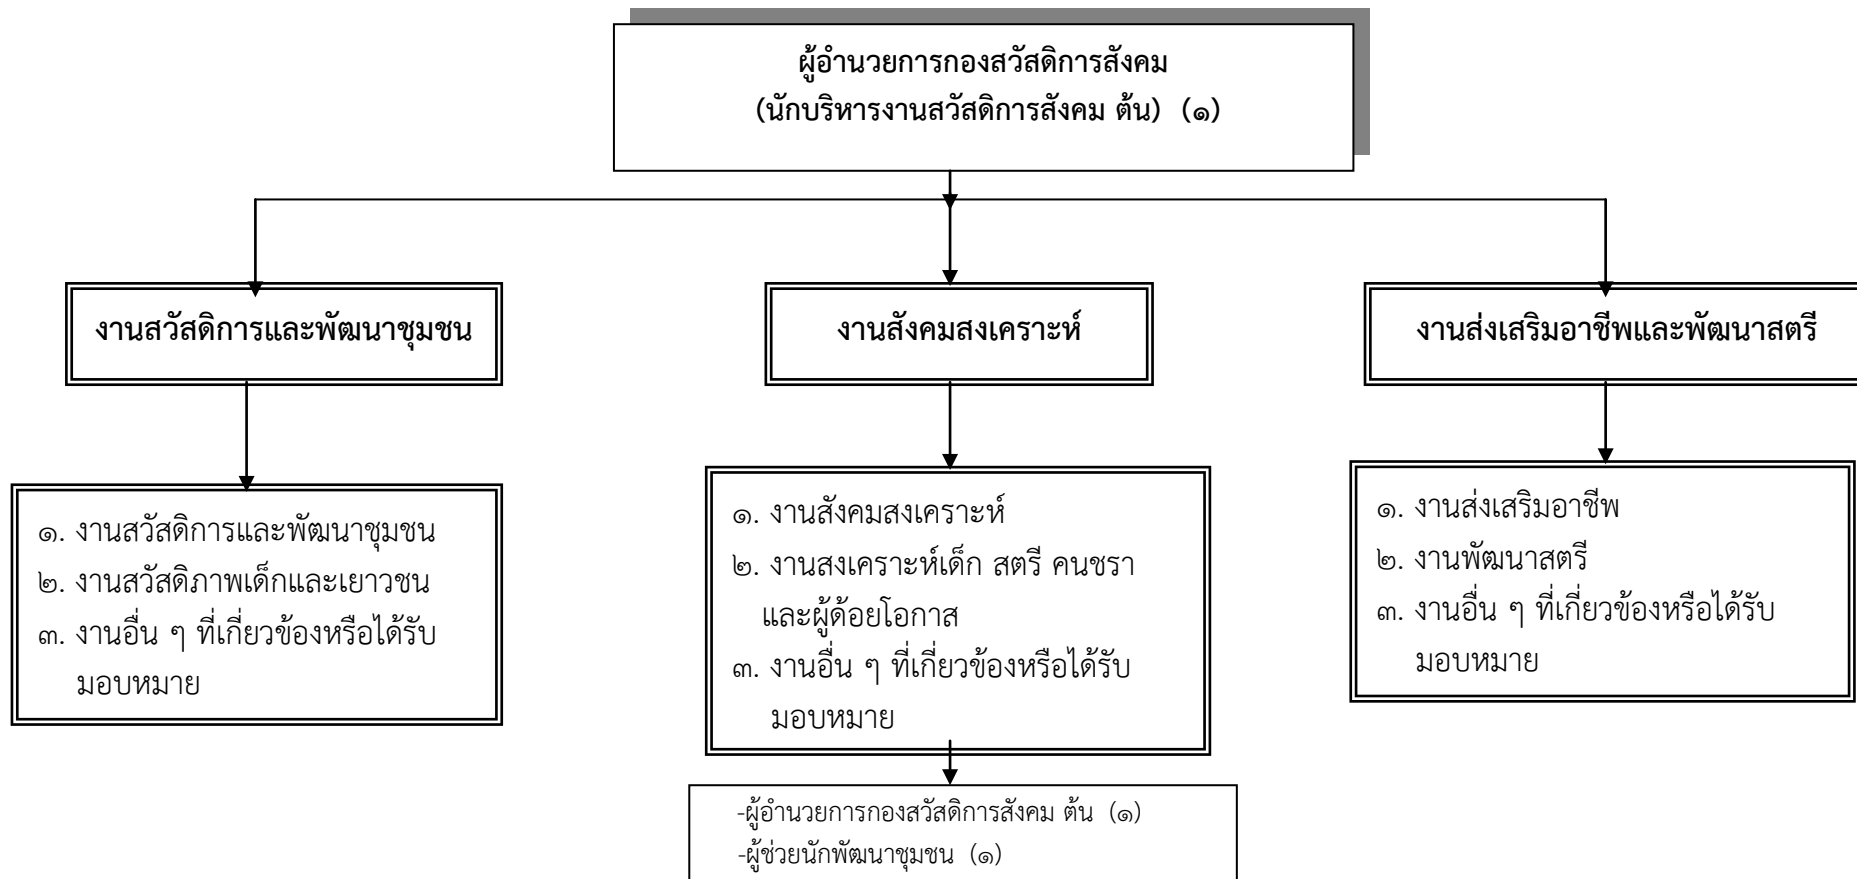 ผู้อำนวยการกองสวัสดิการสังคม
(นักบริหารงานสวัสดิการสังคม ต้น) (๑)
งานสวัสดิการและพัฒนาชุมชน
งานสังคมสงเคราะห์
งานส่งเสริมอาชีพและพัฒนาสตรี
๑. งานสวัสดิการและพัฒนาชุมชน
๒. งานสวัสดิภาพเด็กและเยาวชน
๓. งานอื่น ๆ ที่เกี่ยวข้องหรือได้รับ
มอบหมาย
๑. งานสังคมสงเคราะห์
๒. งานสงเคราะห์เด็ก สตรี คนชรา
และผู้ด้อยโอกาส
๓. งานอื่น ๆ ที่เกี่ยวข้องหรือได้รับ
มอบหมาย
๑. งานส่งเสริมอาชีพ
๒. งานพัฒนาสตรี
๓. งานอื่น ๆ ที่เกี่ยวข้องหรือได้รับ
มอบหมาย
-ผู้อำนวยการกองสวัสดิการสังคม ต้น (๑)
-ผู้ช่วยนักพัฒนาชุมชน (๑)